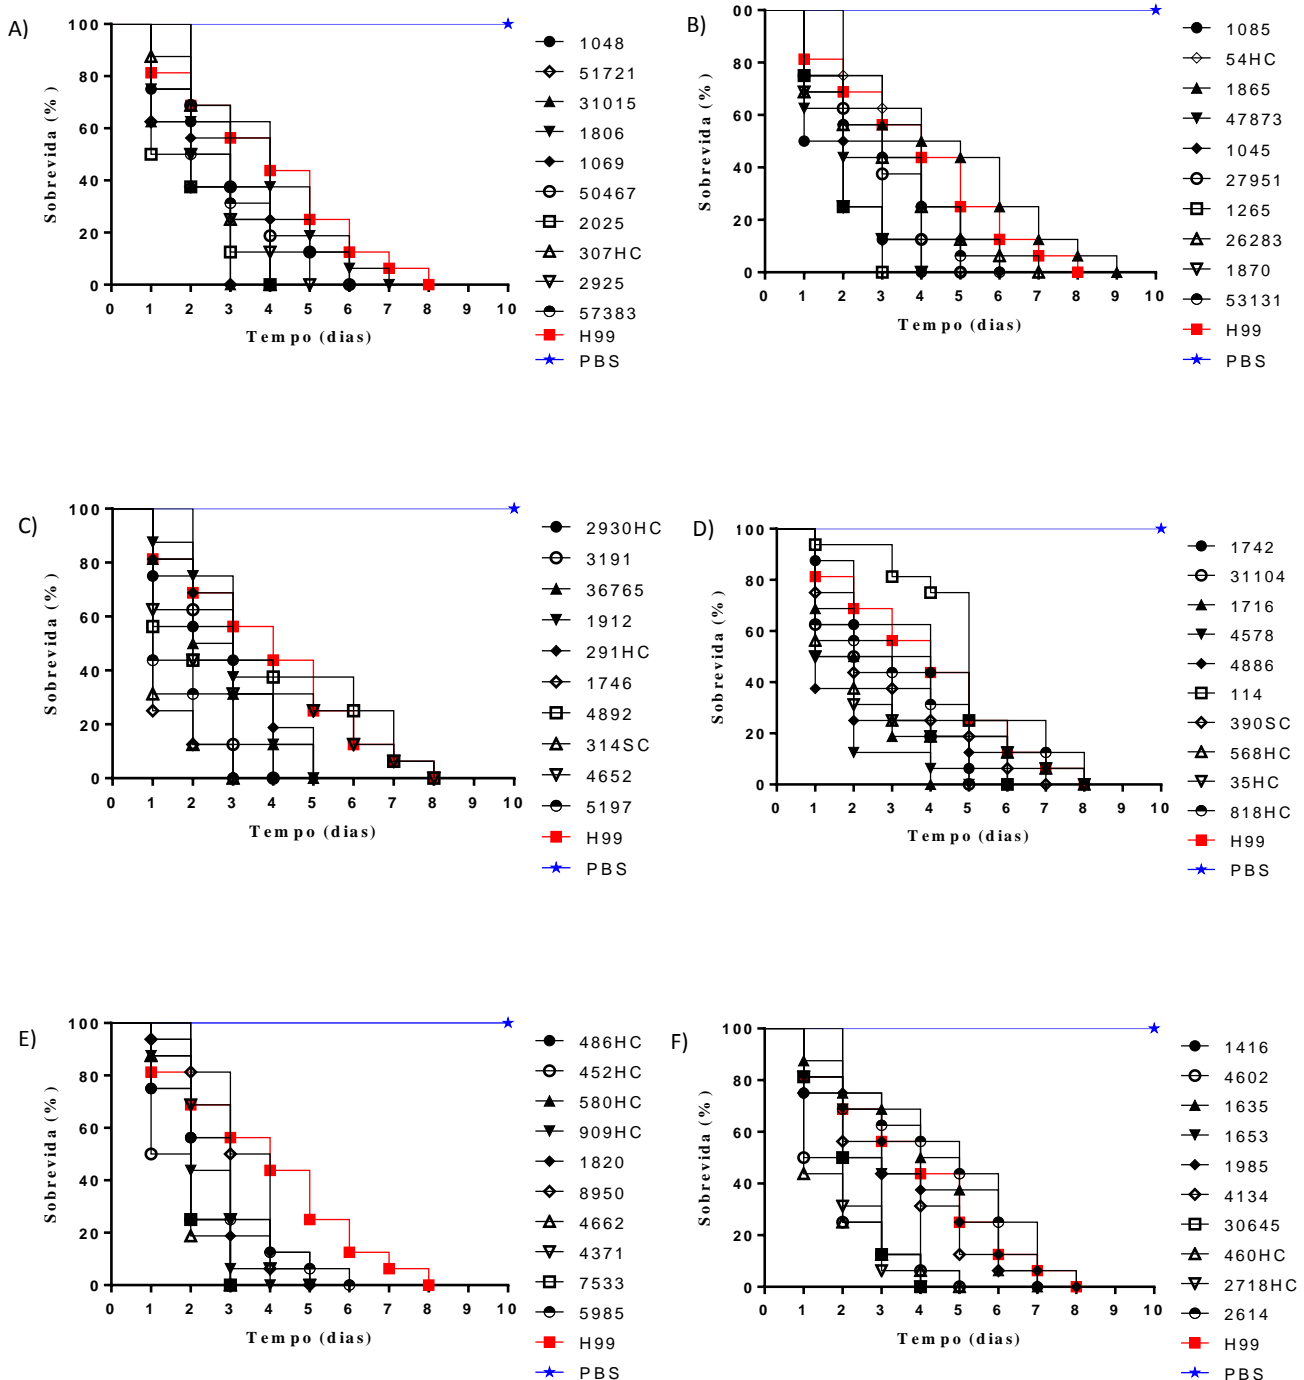 A)
100
80
60
40
20
0
Sobrevida (%)
0 1 2 3 4 5 6 7 8 9 10
Tempo (dias)
1048
51721
31015
1806
1069
50467
2025
307HC
2925
57383
H99
PBS
B)
00
80
60
40
20
0
Sobrevida (%)
0 1 2 3 4 5 6 7 8 9 10
Tempo (dias)
1085
54HC
1865
47873
1045
27951
1265
26283
1870
53131
H99
PBS
C)
100
80
60
40
20
0
Sobrevida (%)
0 1 2 3 4 5 6 7 8 9 10
Tempo (dias)
2930HC
3191
36765
1912
291HC
1746
4892
314SC
4652
5197
H99
PBS
D)
100
80
60
40
20
0
Sobrevida (%)
0 1 2 3 4 5 6 7 8 9 10
Tempo (dias)
1742
31104
1716
4578
4886
114
390SC
568HC
35HC
818HC
H99
PBS
E)
100
80
60
40
20
0
Sobrevida (%)
0 1 2 3 4 5 6 7 8 9 10
Tempo (dias)
486HC
452HC
580HC
909HC
1820
8950
4662
4371
7533
5985
H99
PBS
F)
100
80
60
40
20
0
Sobrevida (%)
0 1 2 3 4 5 6 7 8 9 10
Tempo (dias)
1416
4602
1635
1653
1985
4134
30645
460HC
2718HC
2614
H99
PBS